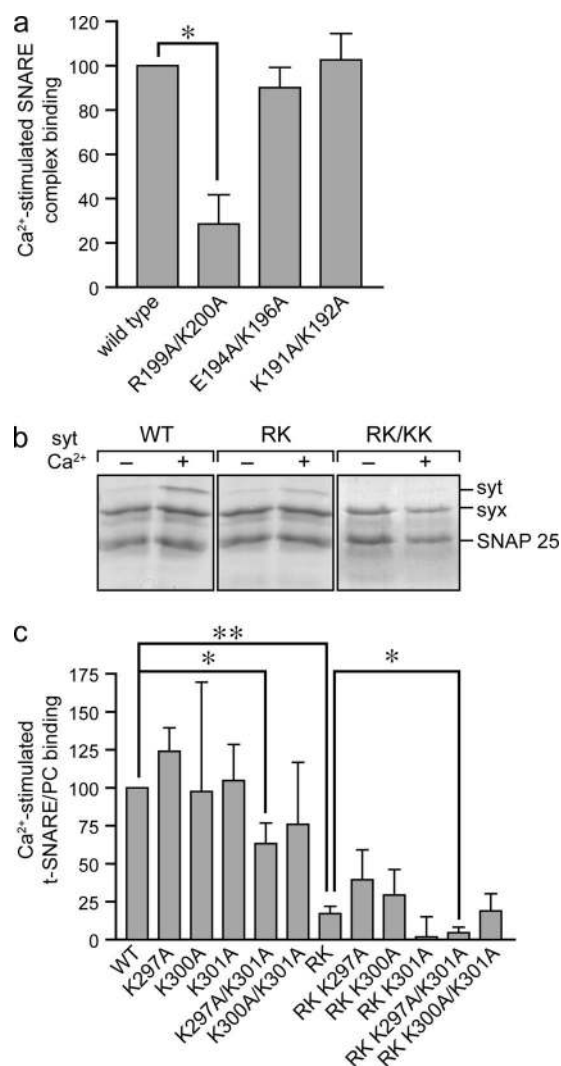 a
Ca²⁺-stimulated SNARE
complex binding
120
100
80
60
40
20
0
*
wild type
R199A/K200A
E194A/K196A
K191A/K192A
b
syt WT RK RK/KK
Ca²⁺ – + – + – +
syt
syx
SNAP 25
c
Ca²⁺-stimulated
t-SNARE/PC binding
175
150
125
100
75
50
25
0
**
*
*
WT
K297A
K300A
K301A
K297A/K301A
K300A/K301A
RK
RK K297A
RK K300A
RK K301A
RK K297A/K301A
RK K300A/K301A